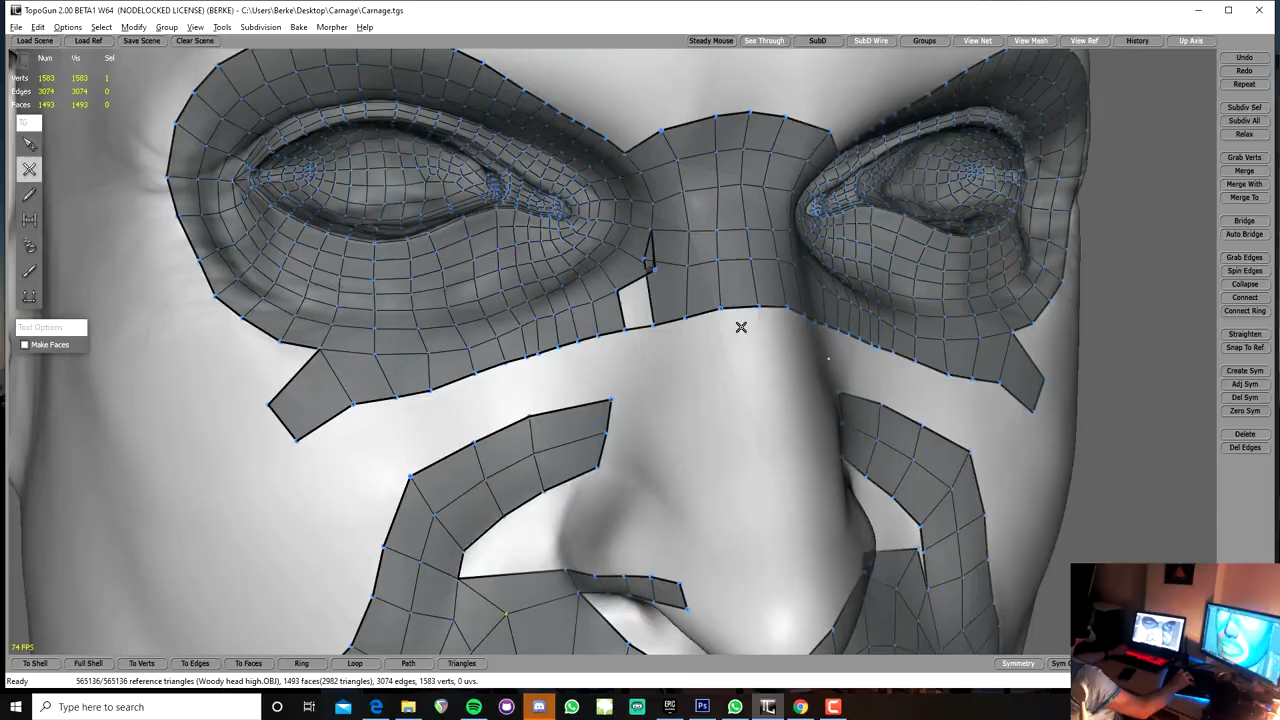 TopoGun 2.00 BETA1 W64 (NODELOCKED LICENSE) (BERKE) - C:\Users\Berke\Desktop\Carnage\Carnage.tgs
File Edit Options Select Modify Group View Tools Subdivision Bake Morpher Help
Load Scene Load Ref Save Scene Clear Scene Steady Mouse See Through SubD SubD Wire Groups View Net View Mesh View Ref History Up Axis
Num Vis Sel
Verts 1583 1583 1
Edges 3074 3074 0
Faces 1493 1493 0
TG
Tool Options
Make Faces
Undo
Redo
Repeat
Subdiv Sel
Subdiv All
Relax
Grab Verts
Merge
Merge With
Merge To
Bridge
Auto Bridge
Grab Edges
Spin Edges
Collapse
Connect
Connect Ring
Straighten
Snap To Ref
Create Sym
Adj Sym
Del Sym
Zero Sym
Delete
Del Edges
74 FPS
To Shell Full Shell To Verts To Edges To Faces Ring Loop Path Triangles Symmetry Sym
Ready 565136/565136 reference triangles (Woody head high.OBJ), 1493 faces(2982 triangles), 3074 edges, 1583 verts, 0 uvs.
Type here to search